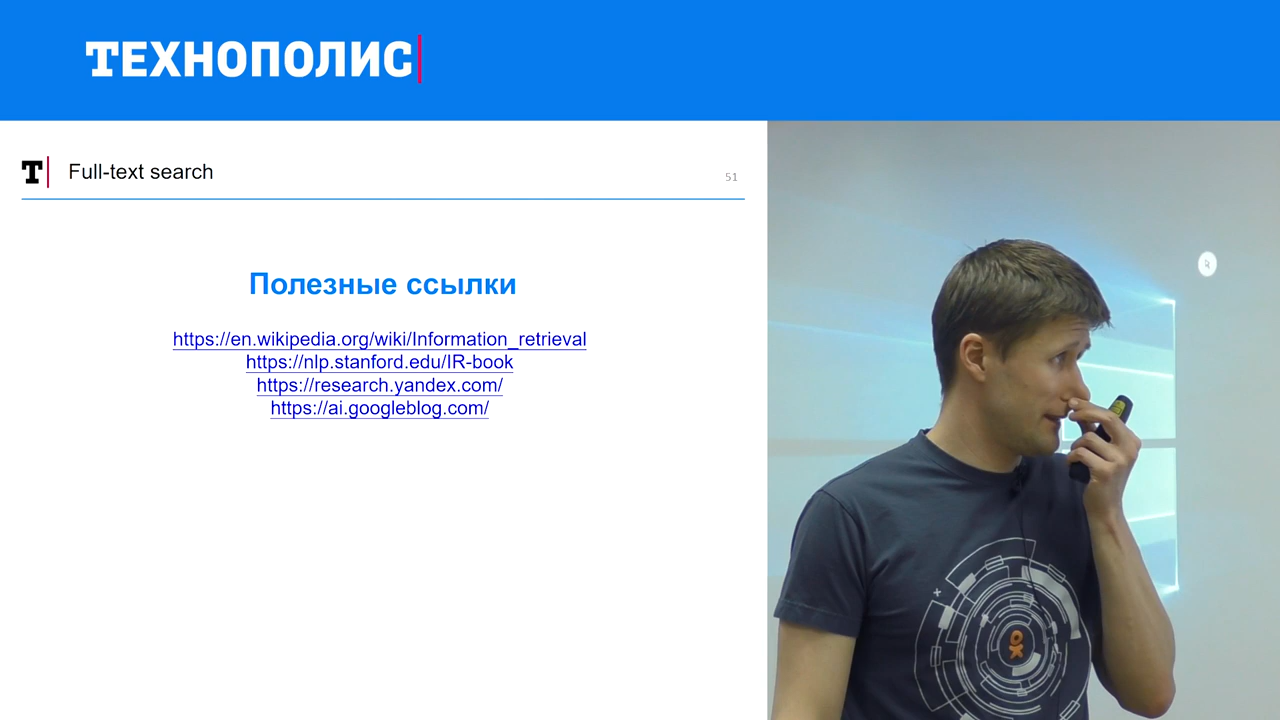 ТЕХНОПОЛИС
T Full-text search
51
Полезные ссылки
https://en.wikipedia.org/wiki/Information_retrieval
https://nlp.stanford.edu/IR-book
https://research.yandex.com/
https://ai.googleblog.com/